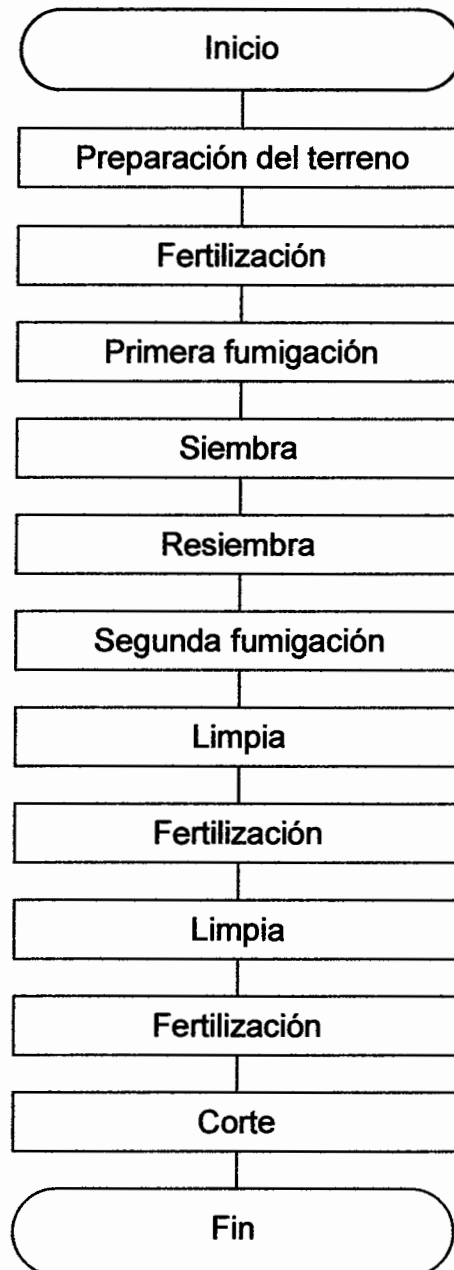 Inicio
Preparación del terreno
Fertilización
Primera fumigación
Siembra
Resiembra
Segunda fumigación
Limpia
Fertilización
Limpia
Fertilización
Corte
Fin